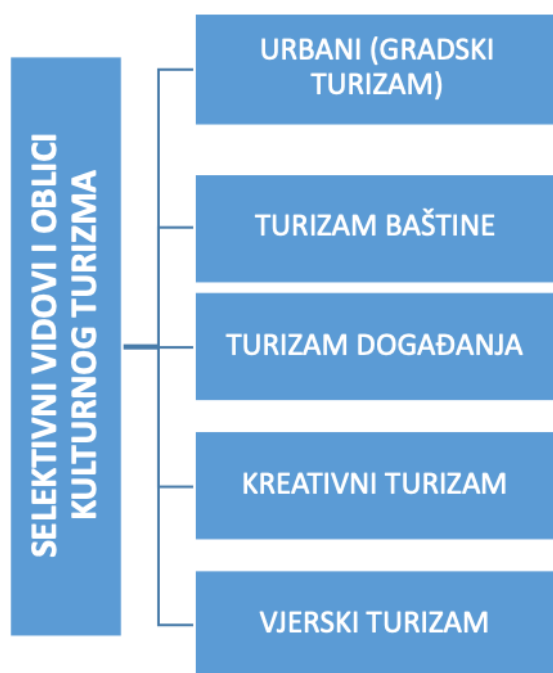 SELEKTIVNI VIDOVI I OBLICI
KULTURNOG TURIZMA
URBANI (GRADSKI
TURIZAM)
TURIZAM BAŠTINE
TURIZAM DOGAĐANJA
KREATIVNI TURIZAM
VJERSKI TURIZAM